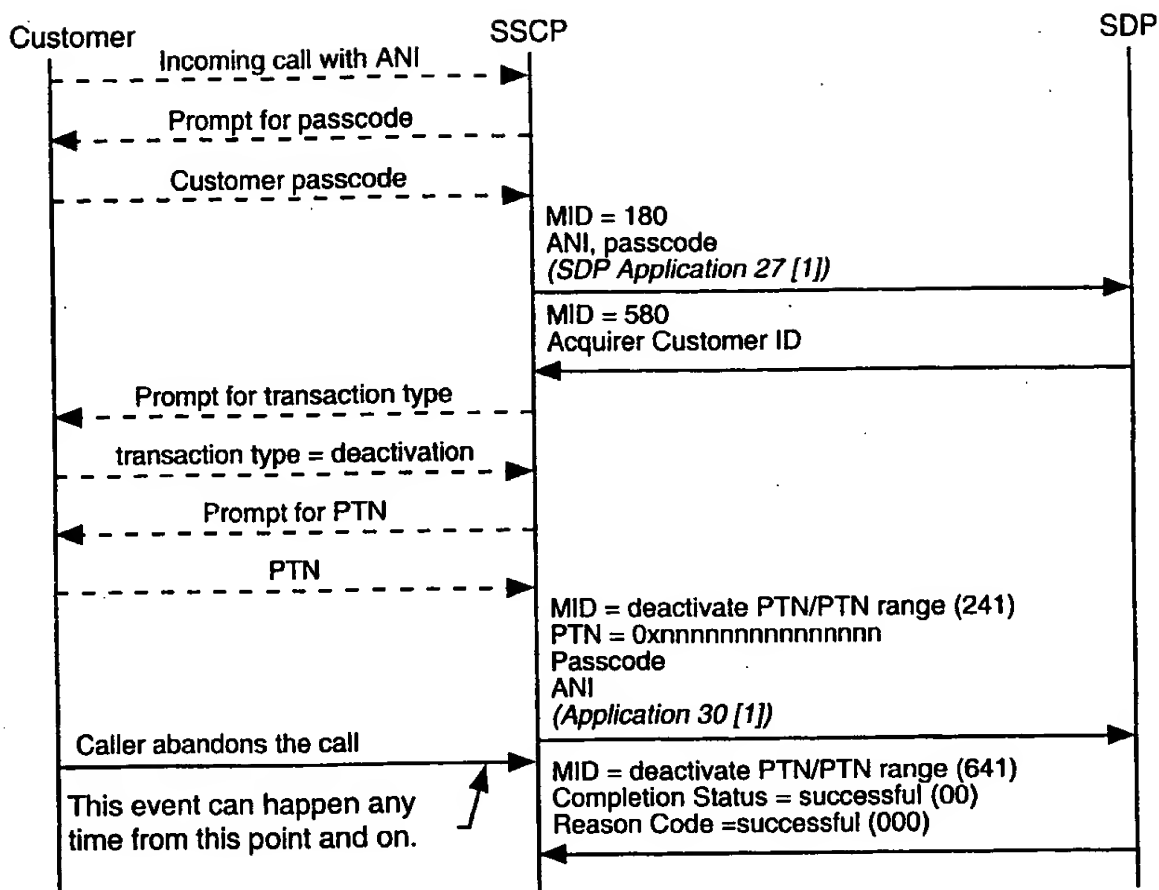 Customer
SSCP
SDP
Incoming call with ANI
Prompt for passcode
Customer passcode
MID = 180
ANI, passcode
(SDP Application 27 [1])
MID = 580
Acquirer Customer ID
Prompt for transaction type
transaction type = deactivation
Prompt for PTN
PTN
MID = deactivate PTN/PTN range (241)
PTN = 0xnnnnnnnnnnnnnnnnn
Passcode
ANI
(Application 30 [1])
Caller abandons the call
This event can happen any
time from this point and on.
MID = deactivate PTN/PTN range (641)
Completion Status = successful (00)
Reason Code =successful (000)